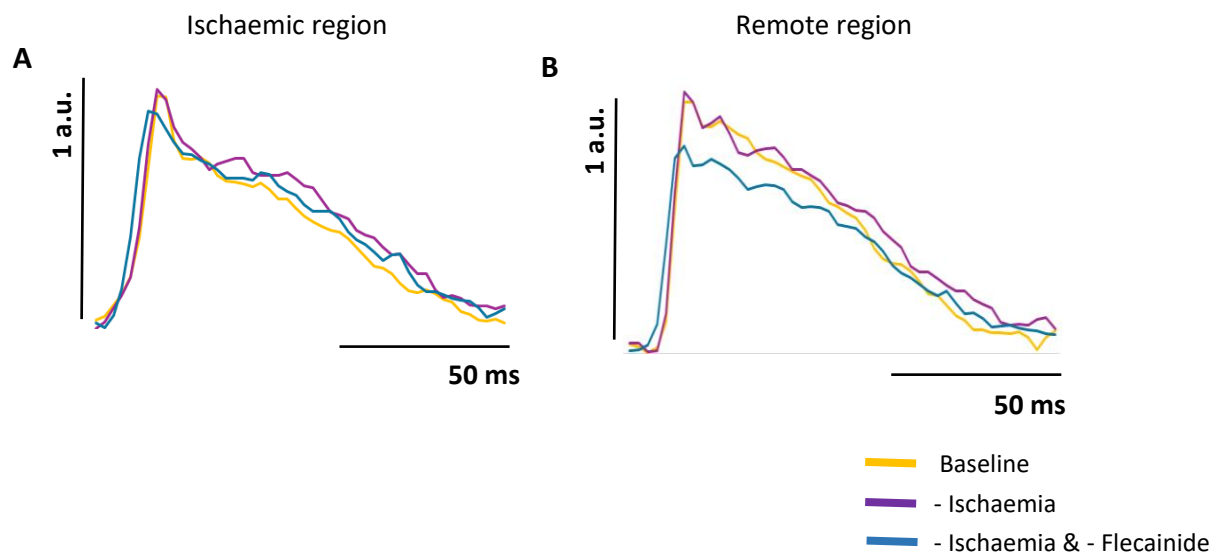 Ischaemic region
Remote region
A
B
1 a.u.
1 a.u.
50 ms
50 ms
Baseline
- Ischaemia
- Ischaemia & - Flecainide